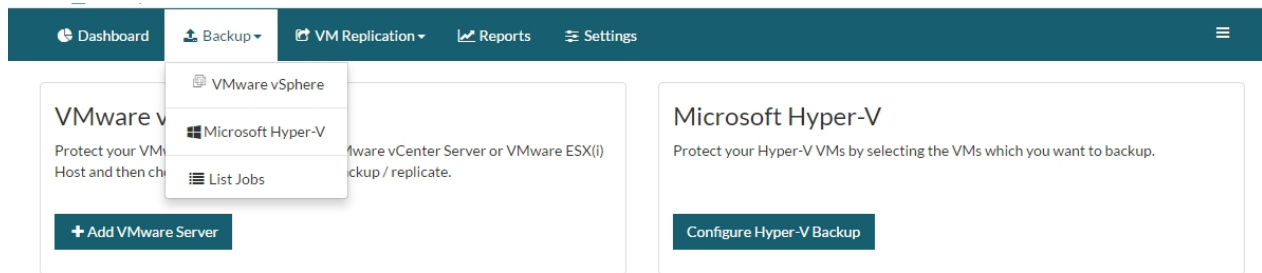 Dashboard Backup VM Replication Reports Settings
VMware vSphere
Microsoft Hyper-V
List Jobs
VMware v
Protect your VMw
Mware vCenter Server or VMware ESX(i)
Host and then ch
ckup / replicate.
+ Add VMware Server
Microsoft Hyper-V
Protect your Hyper-V VMs by selecting the VMs which you want to backup.
Configure Hyper-V Backup